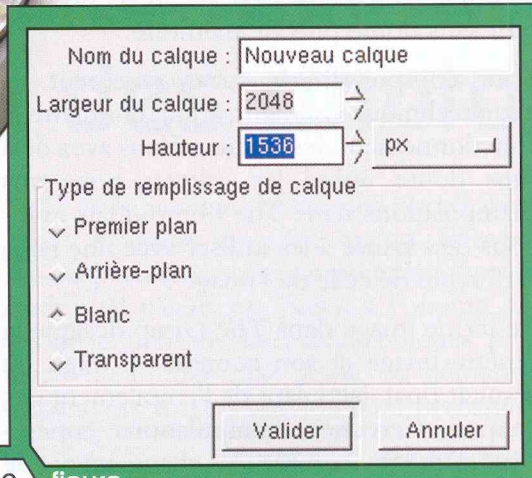 Nom du calque : Nouveau calque
Largeur du calque : 2048
Hauteur : 1536 px
Type de remplissage de calque
Premier plan
Arrière-plan
Blanc
Transparent
Valider Annuler